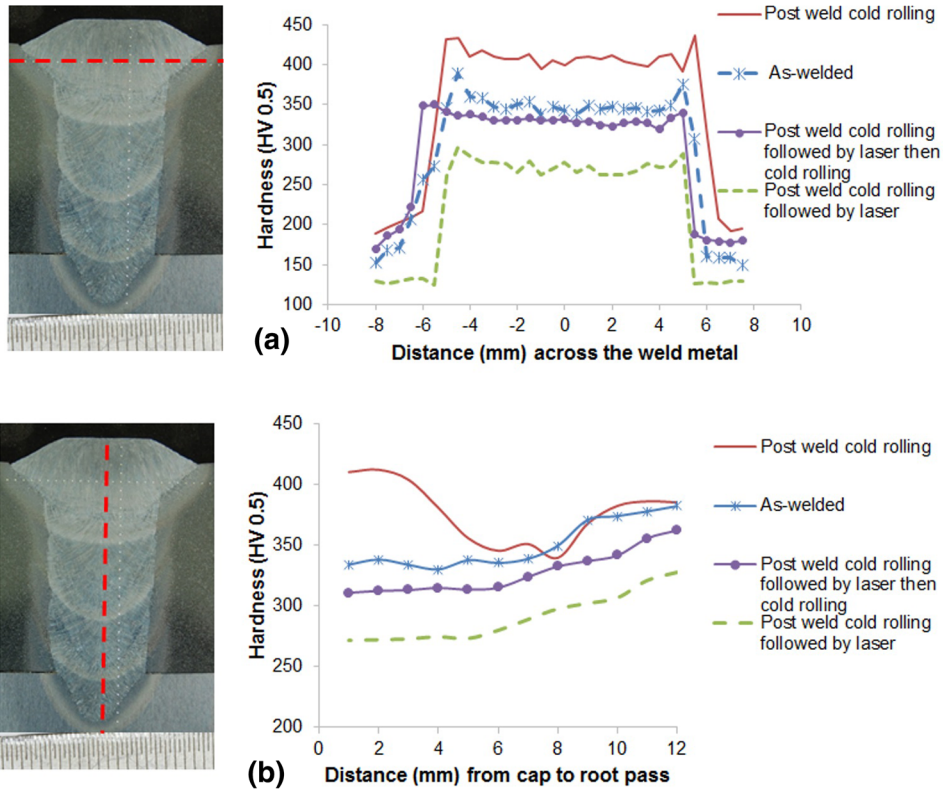 450
400
350
300
250
200
150
100
-10
-8
-6
-4
-2
0
2
4
6
8
10
Hardness (HV 0.5)
Distance (mm) across the weld metal
Post weld cold rolling
As-welded
Post weld cold rolling
followed by laser then
cold rolling
Post weld cold rolling
followed by laser
(a)
450
400
350
300
250
200
0
2
4
6
8
10
12
Hardness (HV 0.5)
Distance (mm) from cap to root pass
Post weld cold rolling
As-welded
Post weld cold rolling
followed by laser then
cold rolling
Post weld cold rolling
followed by laser
(b)